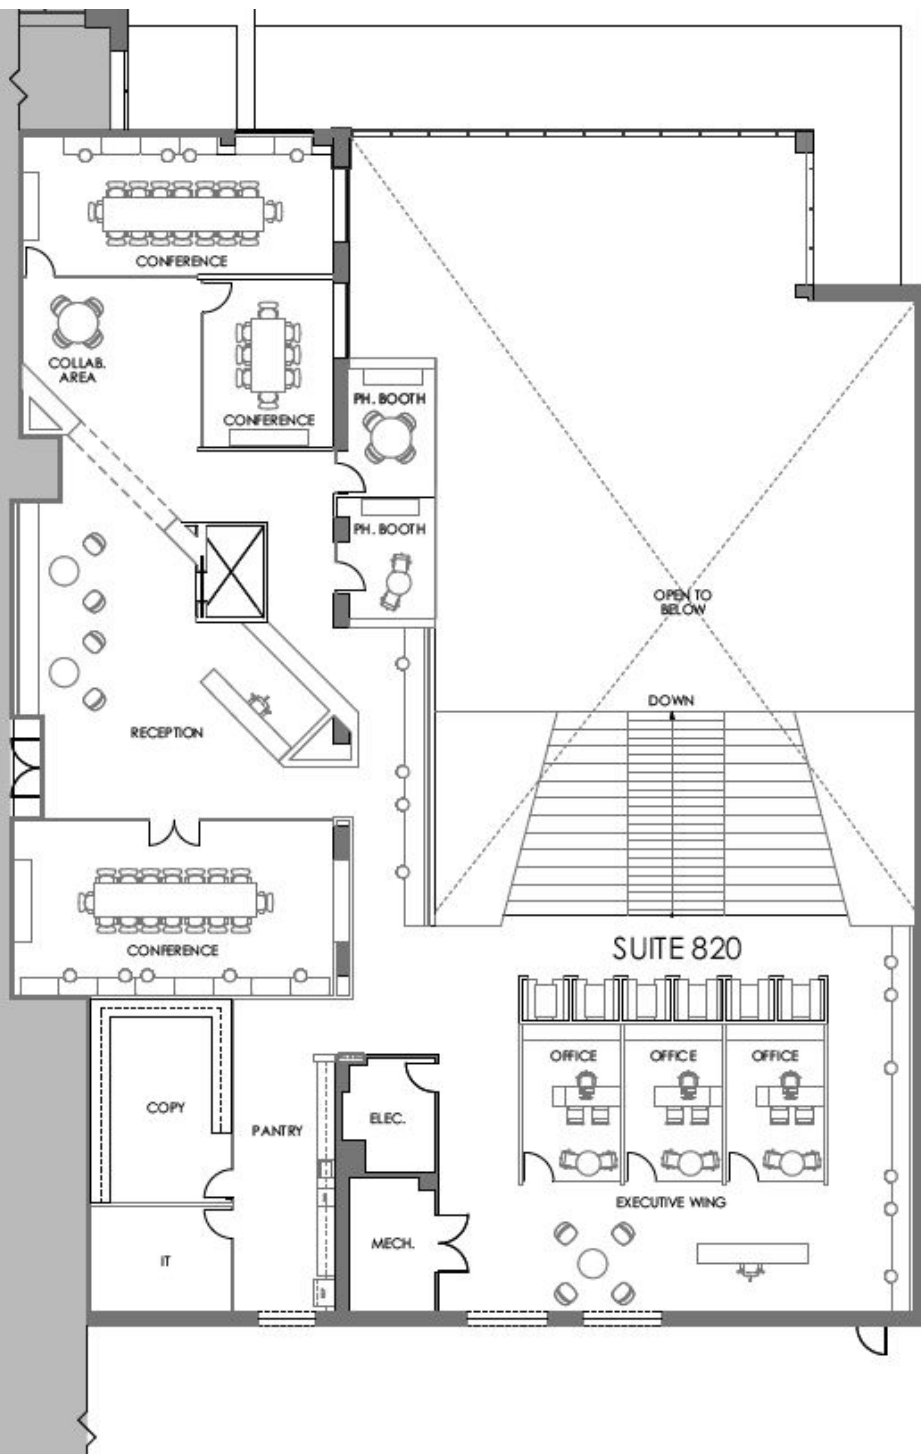 CONFERENCE
COLLAB.
AREA
CONFERENCE
PH. BOOTH
PH. BOOTH
OPEN TO
BELOW
DOWN
RECEPTION
CONFERENCE
SUITE 820
OFFICE
OFFICE
OFFICE
COPY
ELEC.
PANTRY
EXECUTIVE WING
MECH.
IT
REF